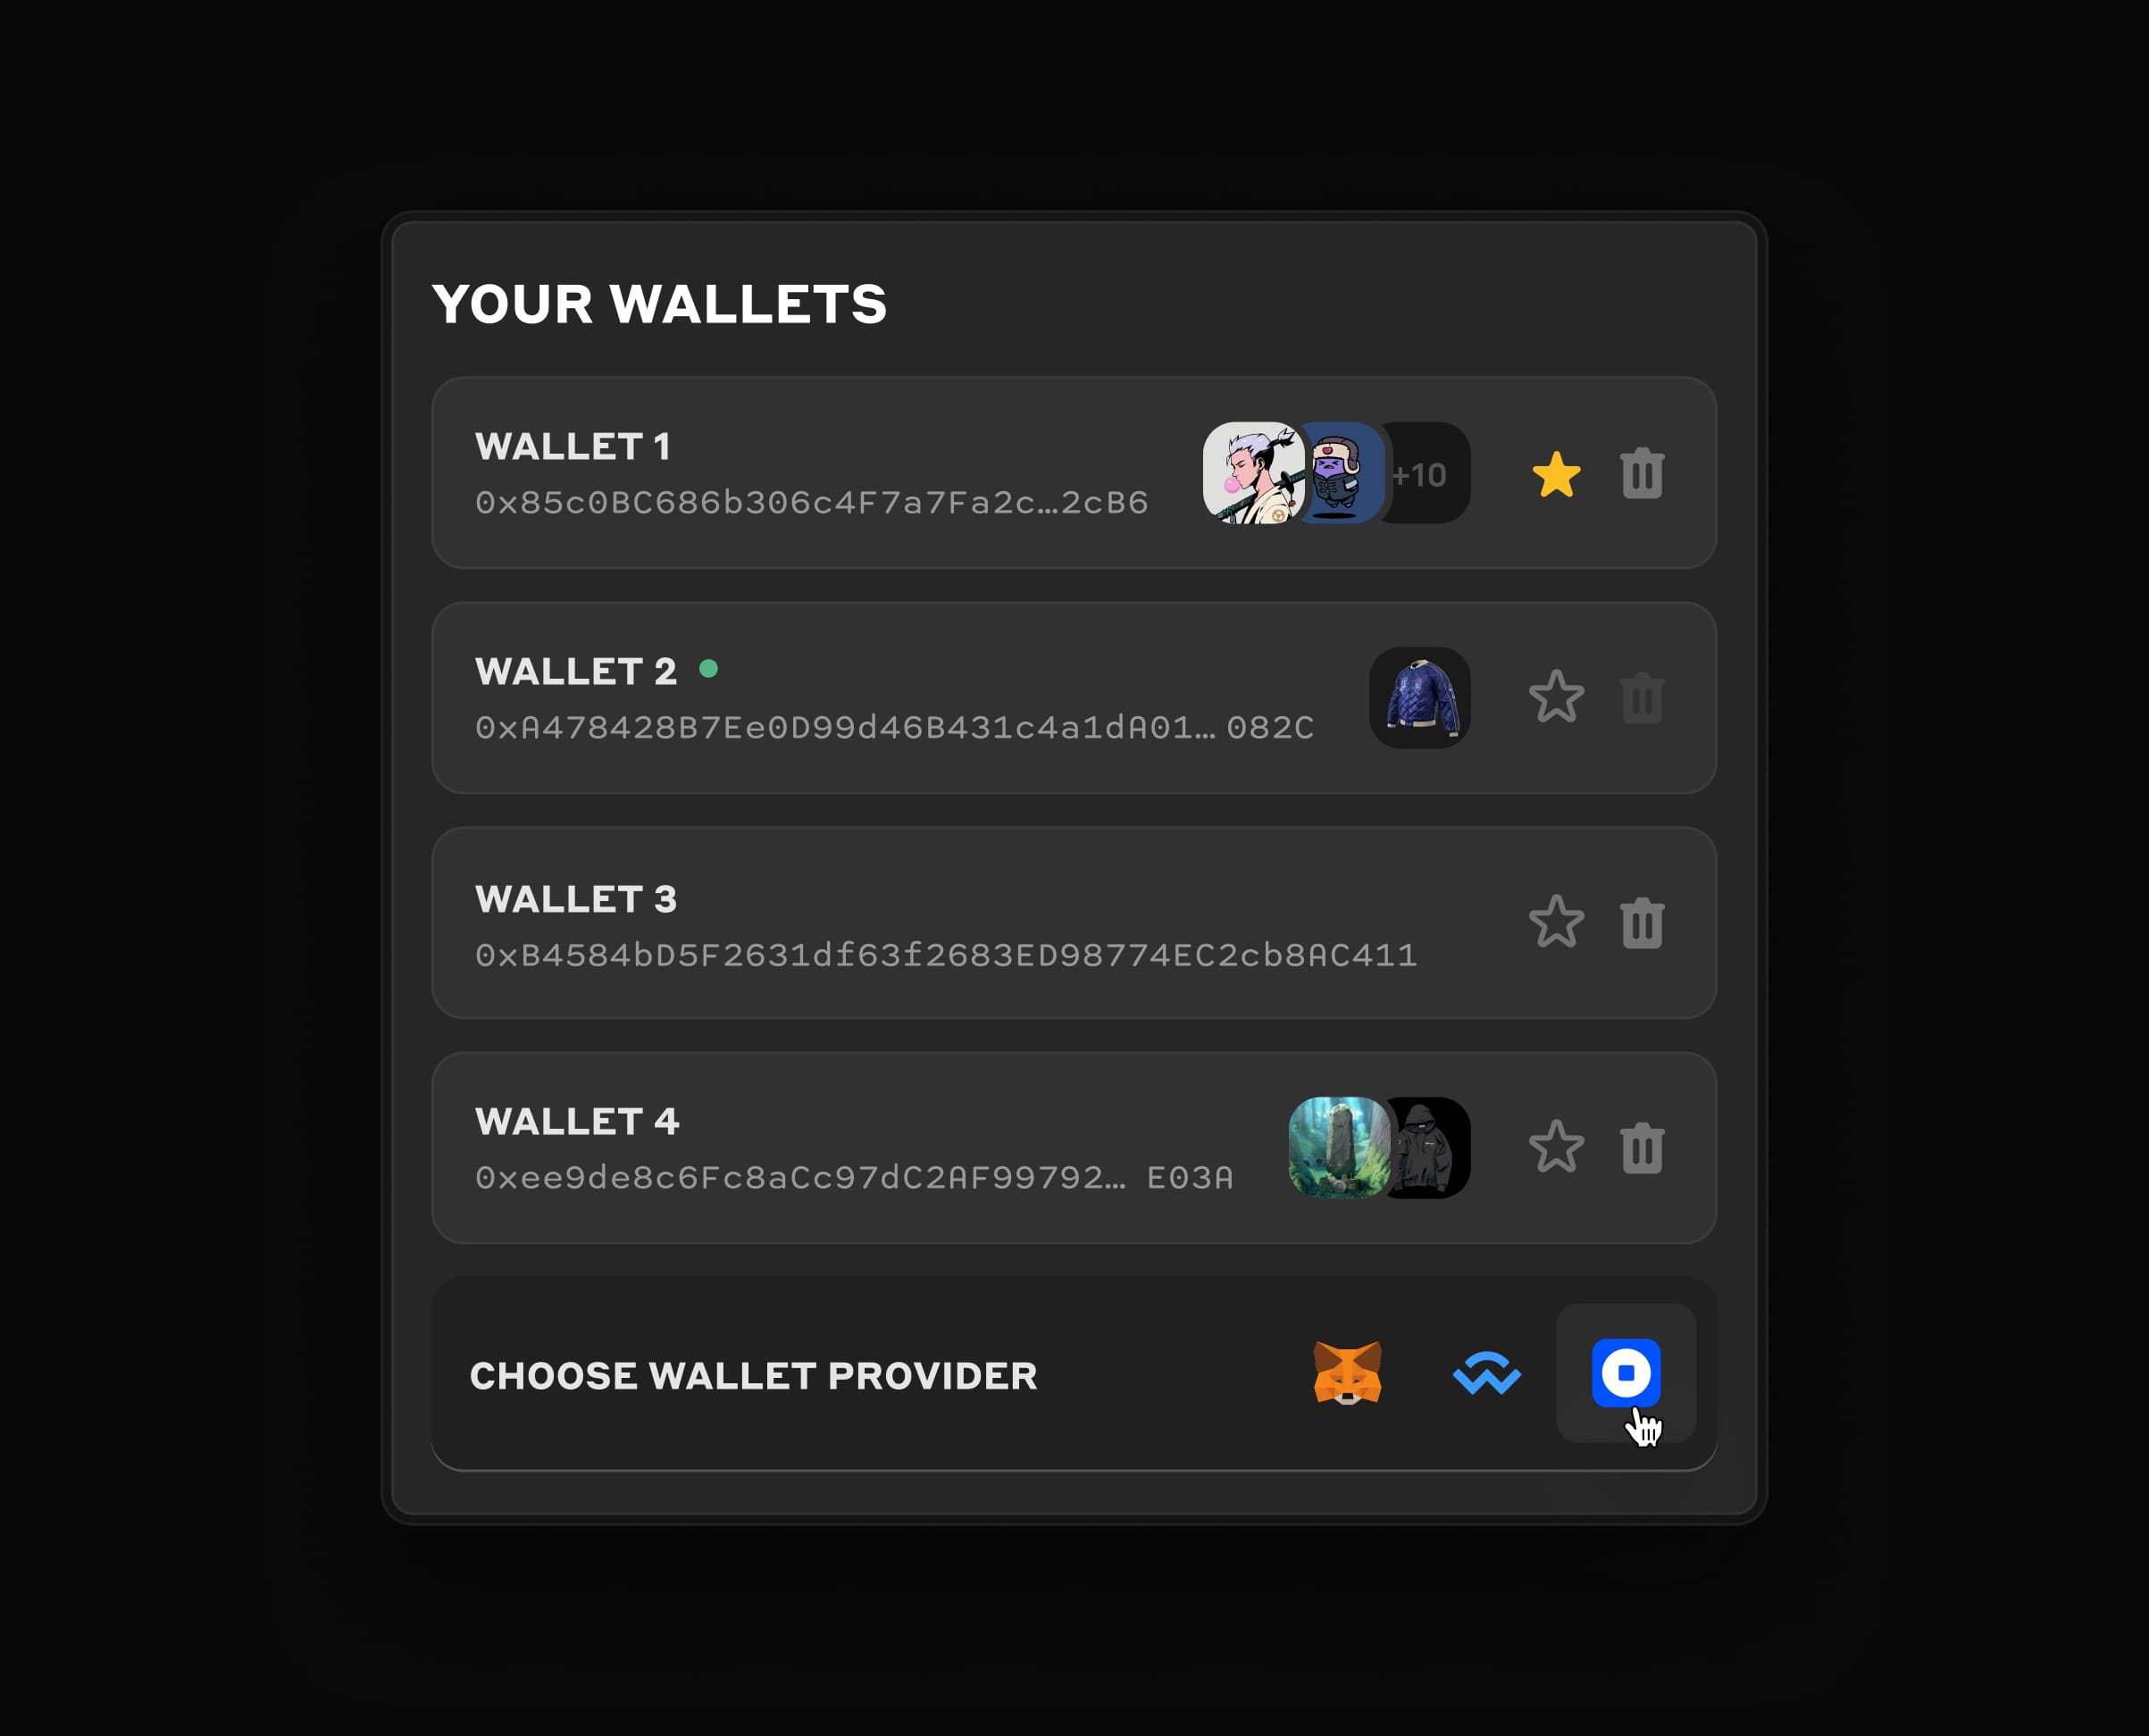 YOUR WALLETS
WALLET 1
0x85c0BC686b306c4F7a7Fa2c…2cB6
+10
WALLET 2
0xA478428B7Ee0D99d46B431c4a1dA01… 082C
WALLET 3
0xB4584bD5F2631df63f2683ED98774EC2cb8AC411
WALLET 4
0xee9de8c6Fc8aCc97dC2AF99792… E03A
CHOOSE WALLET PROVIDER